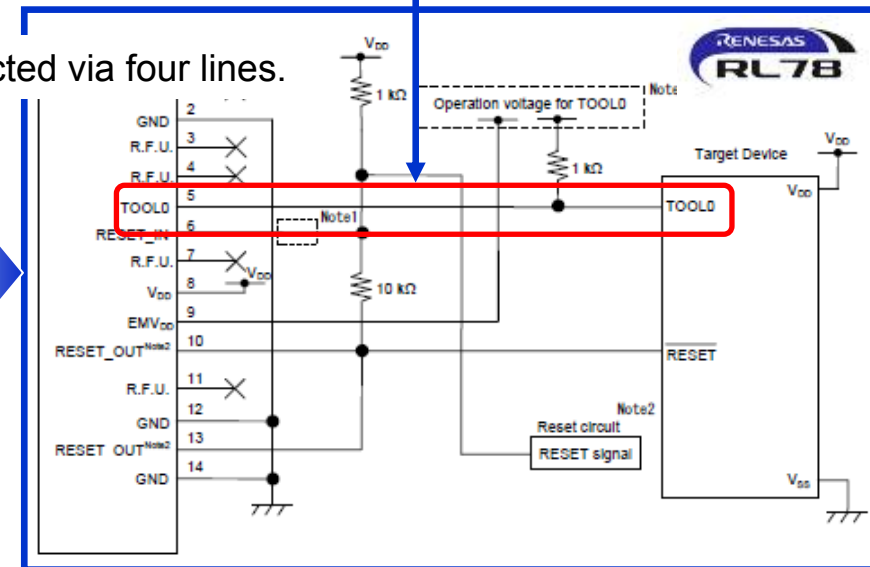 cted via four lines.
RENESAS
RL78
VDD
1 kΩ
Operation voltage for TOOL0
Note
1 kΩ
Target Device
VDD
VDD
2
GND
3
R.F.U.
4
R.F.U.
5
TOOL0
TOOL0
6
RESET_IN
Note1
7
R.F.U.
8
VDD
VDD
10 kΩ
9
EMVDD
10
RESET_OUTNote2
RESET
11
R.F.U.
12
GND
13
RESET OUTNote2
14
GND
Note2
Reset circuit
RESET signal
VSS